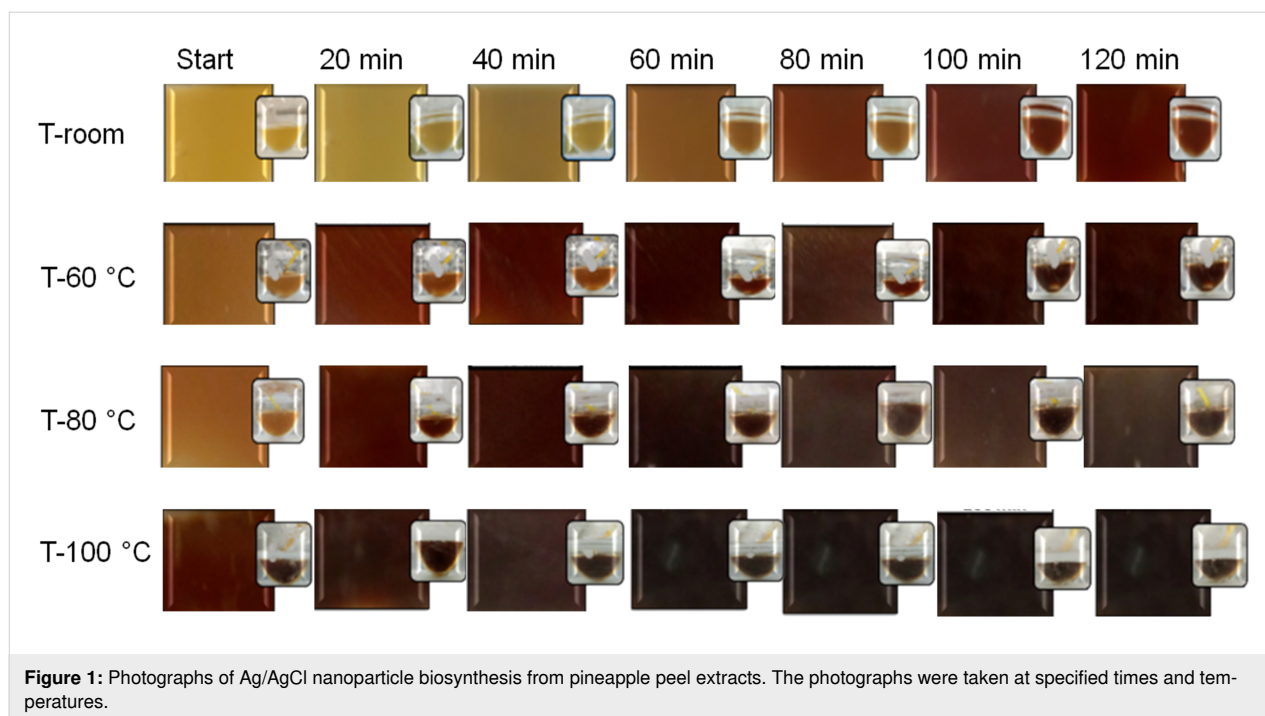 Start 20 min 40 min 60 min 80 min 100 min 120 min
T-room
T-60 °C
T-80 °C
T-100 °C
Figure 1: Photographs of Ag/AgCl nanoparticle biosynthesis from pineapple peel extracts. The photographs were taken at specified times and tem-
peratures.